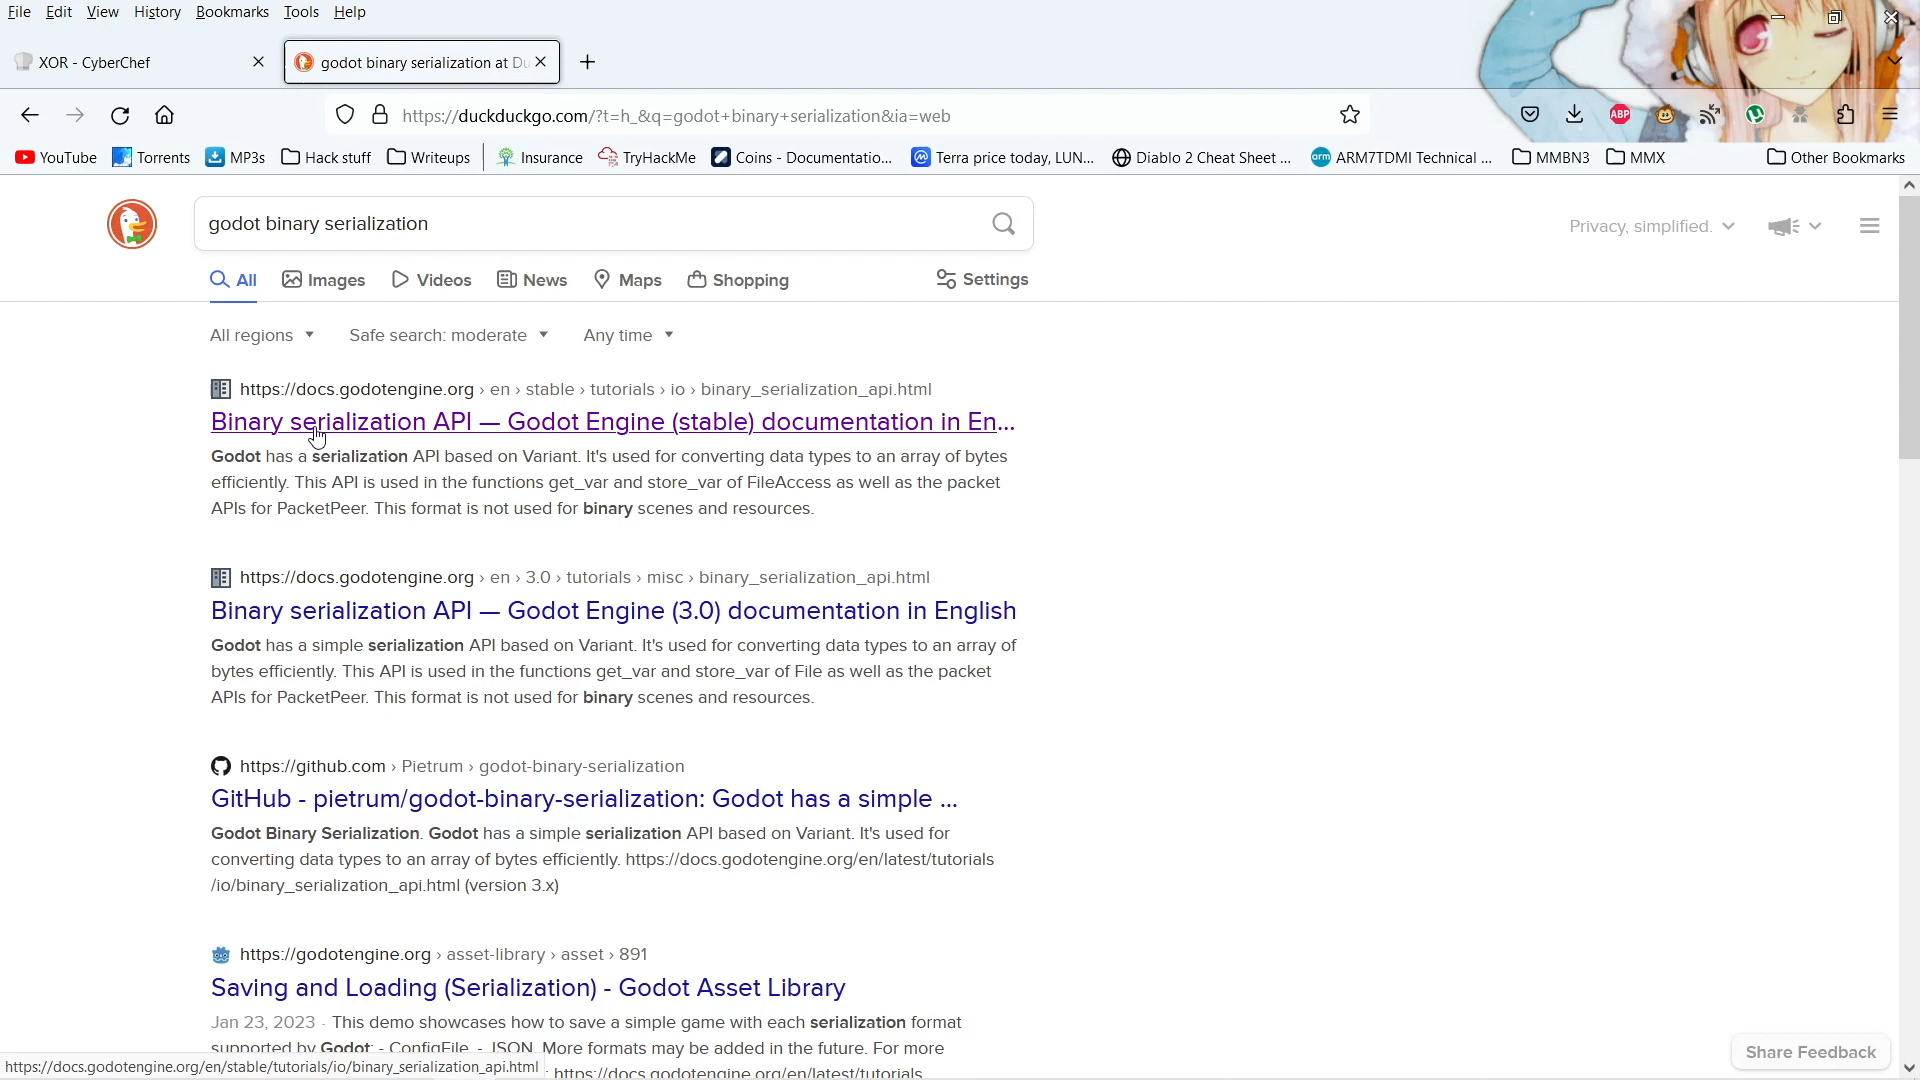 File Edit View History Bookmarks Tools Help
XOR - CyberChef
godot binary serialization at Du
https://duckduckgo.com/?t=h_&q=godot+binary+serialization&ia=web
ABP
YouTube Torrents MP3s Hack stuff Writeups Insurance TryHackMe Coins - Documentatio... Terra price today, LUN... Diablo 2 Cheat Sheet ... arm ARM7TDMI Technical ... MMBN3 MMX Other Bookmarks
godot binary serialization
Privacy, simplified.
All Images Videos News Maps Shopping Settings
All regions Safe search: moderate Any time
https://docs.godotengine.org › en › stable › tutorials › io › binary_serialization_api.html
Binary serialization API — Godot Engine (stable) documentation in En...
Godot has a serialization API based on Variant. It's used for converting data types to an array of bytes
efficiently. This API is used in the functions get_var and store_var of FileAccess as well as the packet
APIs for PacketPeer. This format is not used for binary scenes and resources.
https://docs.godotengine.org › en › 3.0 › tutorials › misc › binary_serialization_api.html
Binary serialization API — Godot Engine (3.0) documentation in English
Godot has a simple serialization API based on Variant. It's used for converting data types to an array of
bytes efficiently. This API is used in the functions get_var and store_var of File as well as the packet
APIs for PacketPeer. This format is not used for binary scenes and resources.
https://github.com › Pietrum › godot-binary-serialization
GitHub - pietrum/godot-binary-serialization: Godot has a simple ...
Godot Binary Serialization. Godot has a simple serialization API based on Variant. It's used for
converting data types to an array of bytes efficiently. https://docs.godotengine.org/en/latest/tutorials
/io/binary_serialization_api.html (version 3.x)
https://godotengine.org › asset-library › asset › 891
Saving and Loading (Serialization) - Godot Asset Library
Jan 23, 2023 · This demo showcases how to save a simple game with each serialization format
supported by Godot: - ConfigFile. - JSON. More formats may be added in the future. For more
Share Feedback
https://docs.godotengine.org/en/stable/tutorials/io/binary_serialization_api.html
: https://docs.godotengine.org/en/latest/tutorials